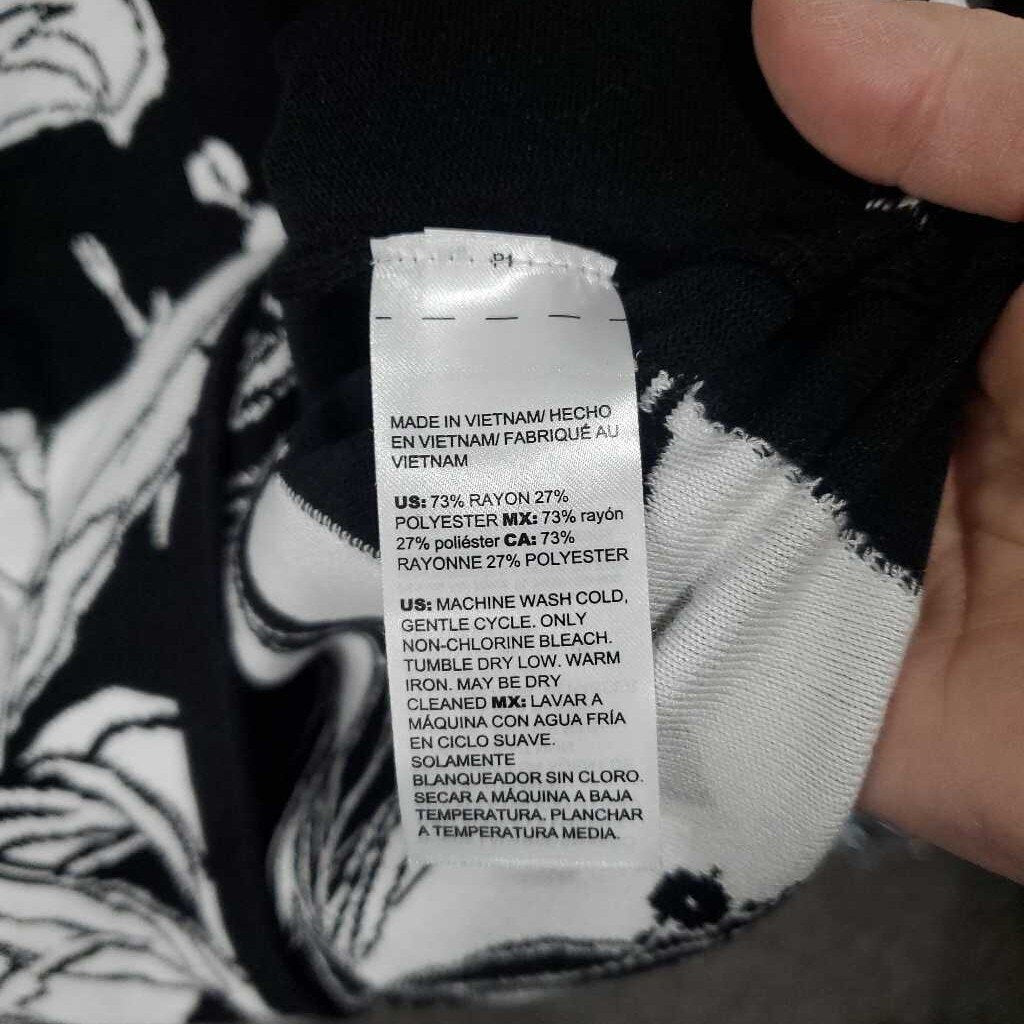 P1
MADE IN VIETNAM/ HECHO
EN VIETNAM/ FABRIQUÉ AU
VIETNAM
US: 73% RAYON 27%
POLYESTER MX: 73% rayón
27% poliéster CA: 73%
RAYONNE 27% POLYESTER
US: MACHINE WASH COLD,
GENTLE CYCLE. ONLY
NON-CHLORINE BLEACH.
TUMBLE DRY LOW. WARM
IRON. MAY BE DRY
CLEANED MX: LAVAR A
MÁQUINA CON AGUA FRÍA
EN CICLO SUAVE.
SOLAMENTE
BLANQUEADOR SIN CLORO.
SECAR A MÁQUINA A BAJA
TEMPERATURA. PLANCHAR
A TEMPERATURA MEDIA.